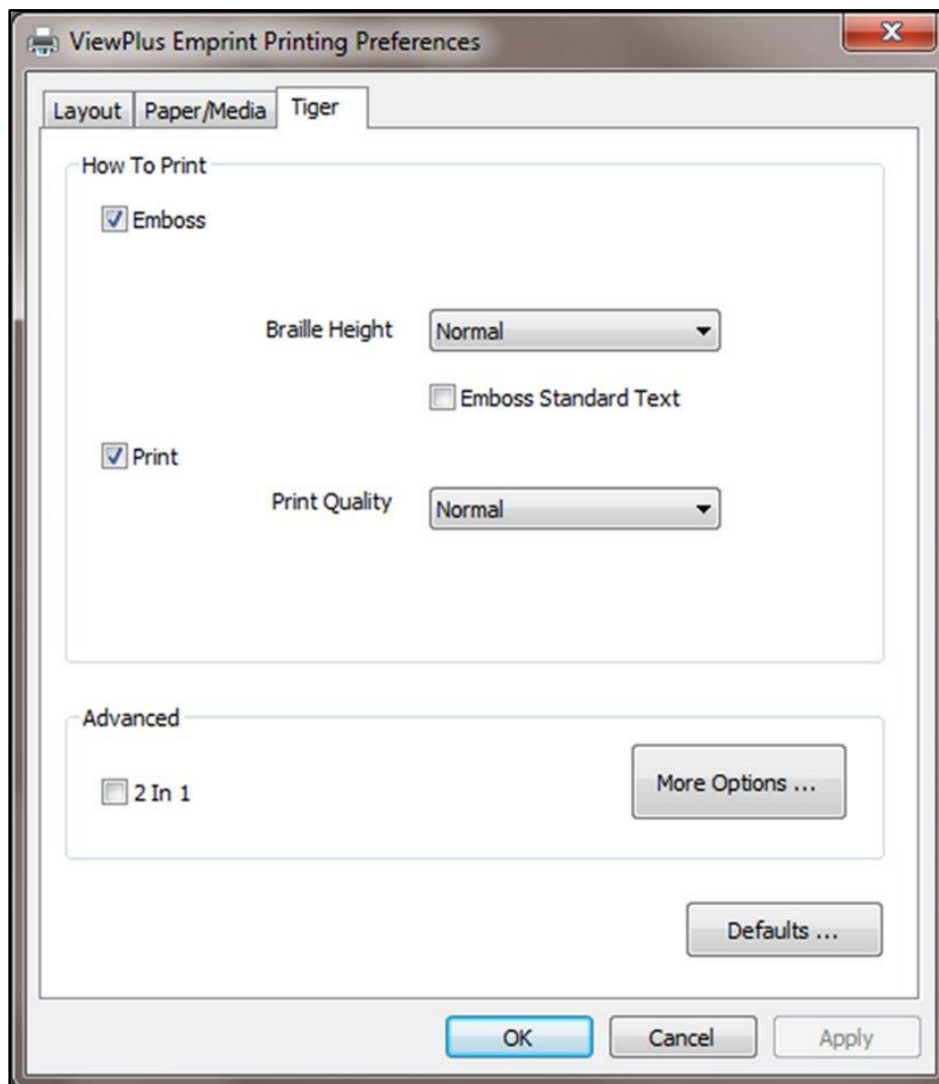 ViewPlus Emprint Printing Preferences
Layout Paper/Media Tiger
How To Print
Emboss
Braille Height Normal
Emboss Standard Text
Print
Print Quality Normal
Advanced
2 In 1 More Options ...
Defaults ...
OK Cancel Apply